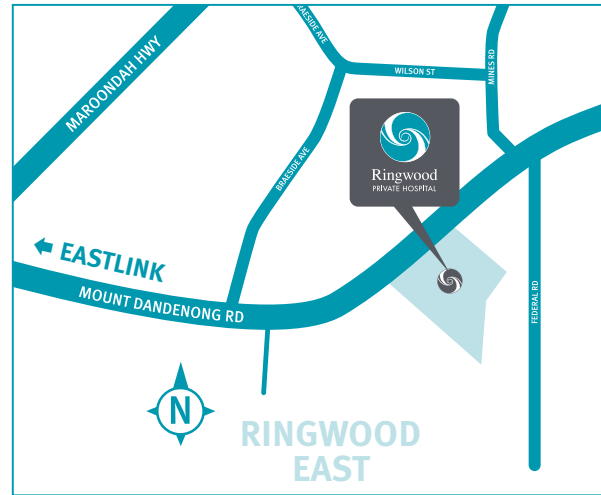 BRAESIDE AVE
MAROONDAH HWY
WILSON ST
MINES RD
Ringwood
PRIVATE HOSPITAL
BRAESIDE AVE
EASTLINK
MOUNT DANDENONG RD
FEDERAL RD
N
RINGWOOD
EAST